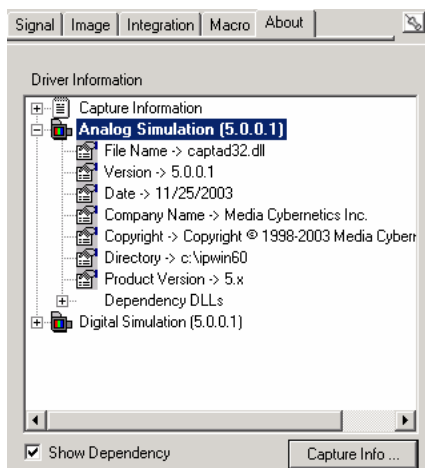 Signal Image Integration Macro About
Driver Information
Capture Information
Analog Simulation (5.0.0.1)
File Name -> captad32.dll
Version -> 5.0.0.1
Date -> 11/25/2003
Company Name -> Media Cybernetics Inc.
Copyright -> Copyright © 1998-2003 Media Cybern
Directory -> c:\ipwin60
Product Version -> 5.x
Dependency DLLs
Digital Simulation (5.0.0.1)
Show Dependency Capture Info ...